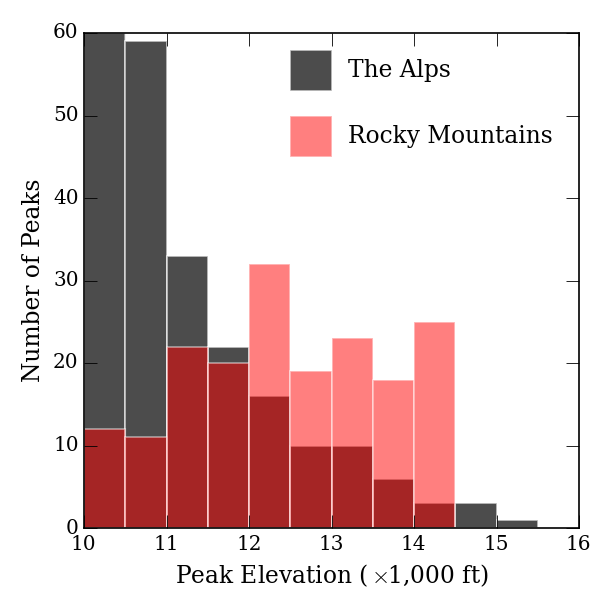 60
50
40
30
20
10
0
10 11 12 13 14 15 16
The Alps
Rocky Mountains
Number of Peaks
Peak Elevation (×1,000 ft)